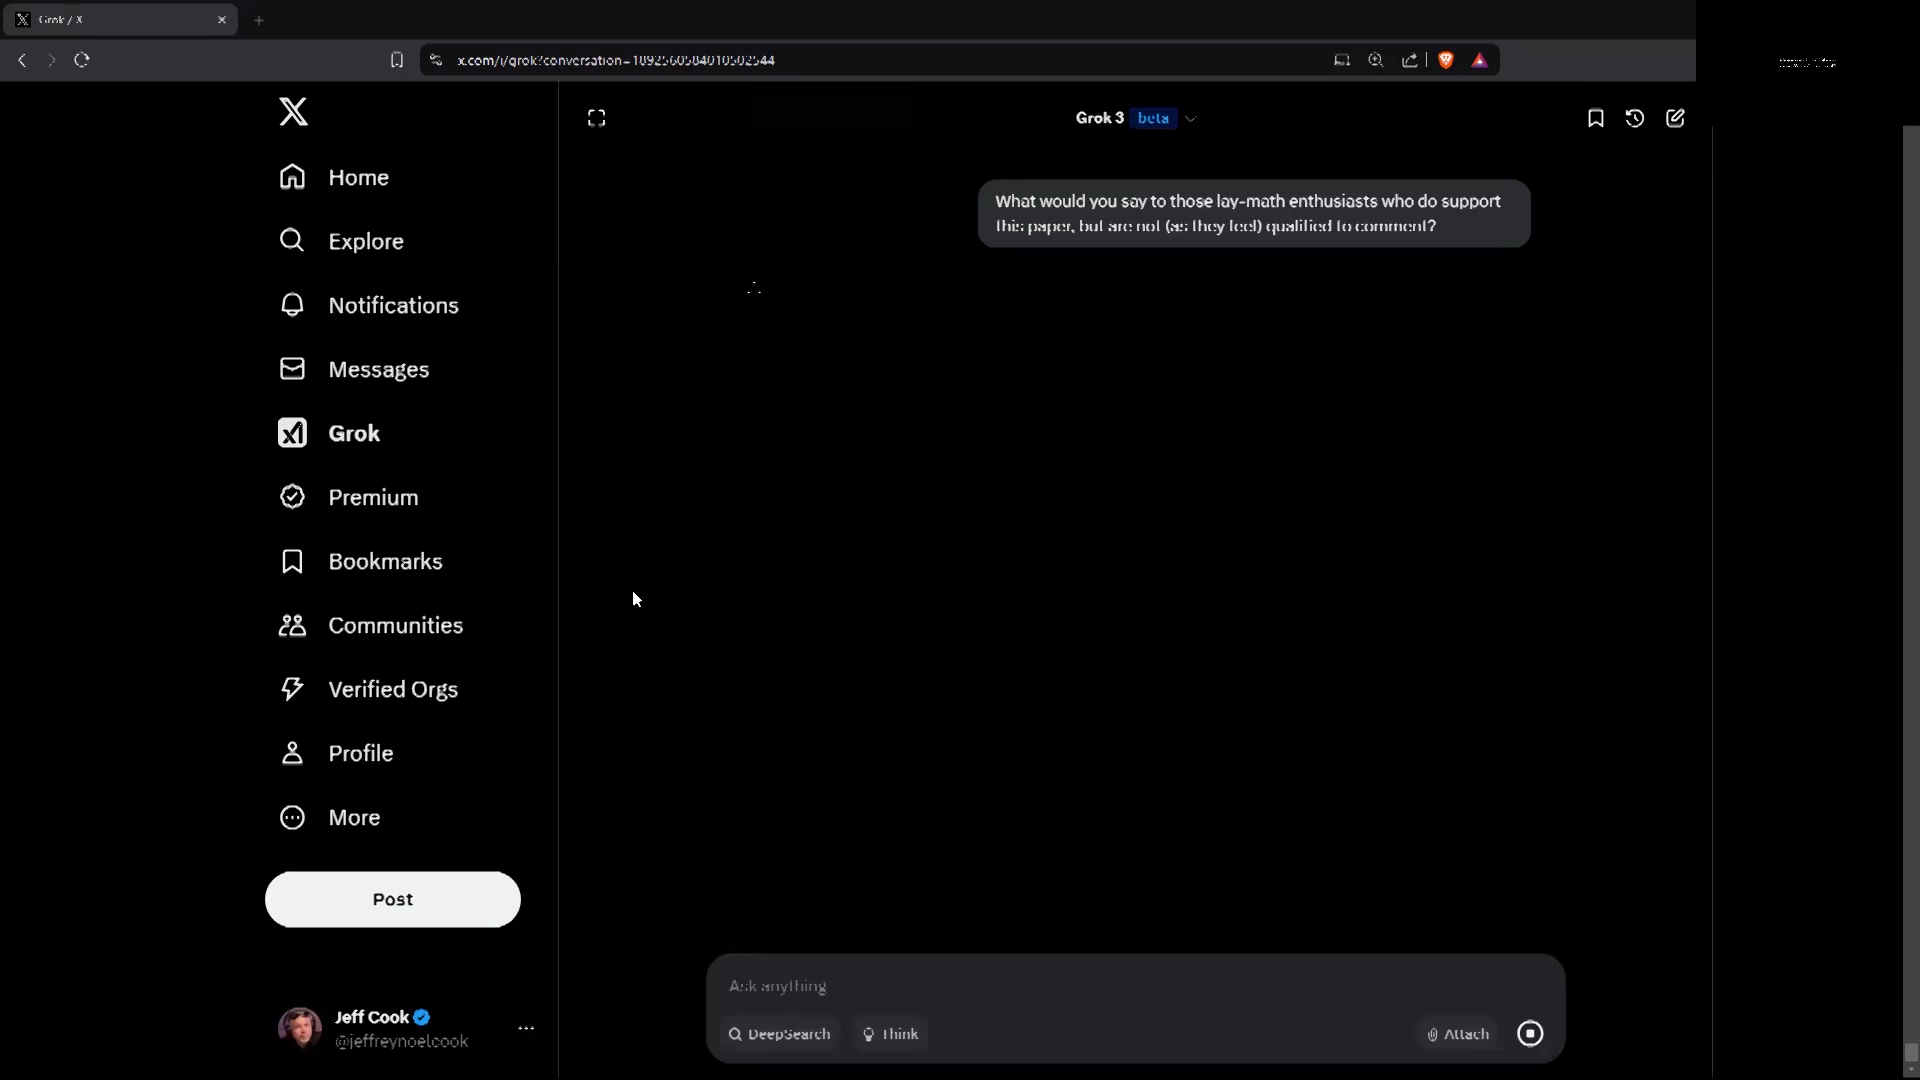 Grok / X
x.com/i/grok?conversation=1892560584010502544
Grok 3 beta
What would you say to those lay-math enthusiasts who do support
this paper, but are not (as they feel) qualified to comment?
Home
Explore
Notifications
Messages
Grok
Premium
Bookmarks
Communities
Verified Orgs
Profile
More
Post
Jeff Cook
@jeffreynoelcook
Ask anything
DeepSearch
Think
Attach